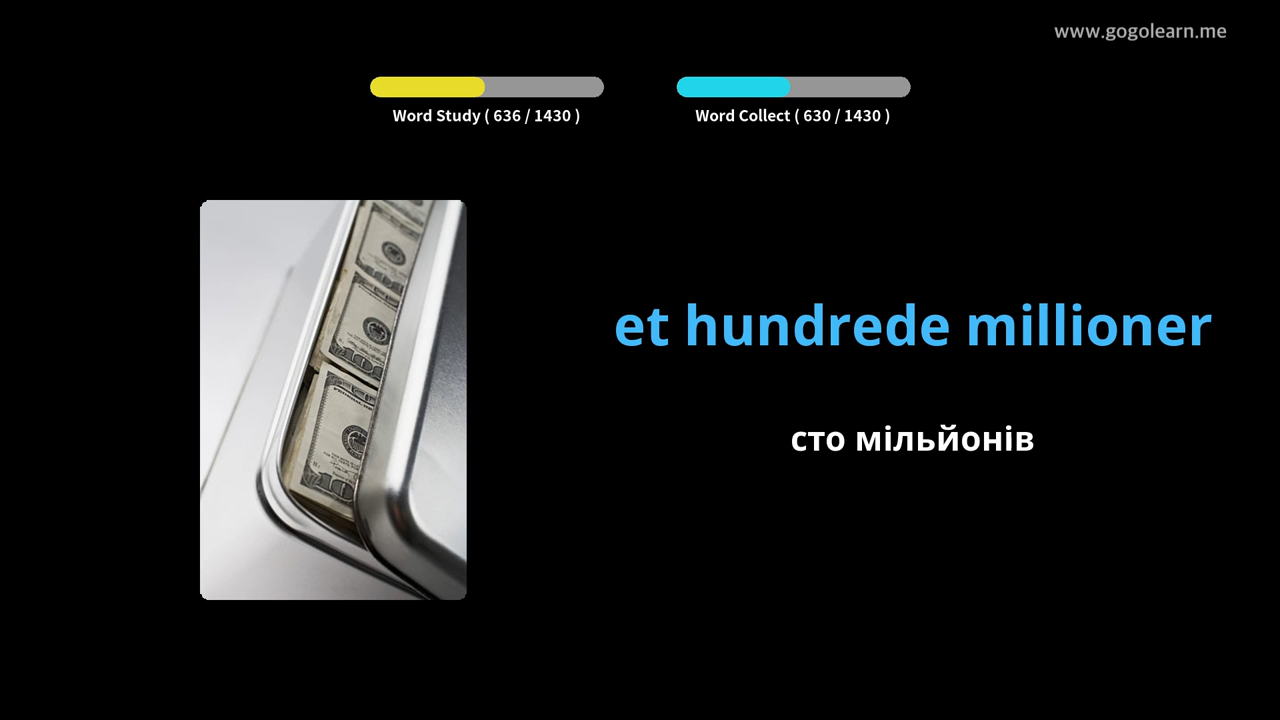 www.gogolearn.me
Word Study ( 636 / 1430 )
Word Collect ( 630 / 1430 )
et hundrede millioner
сто мільйонів